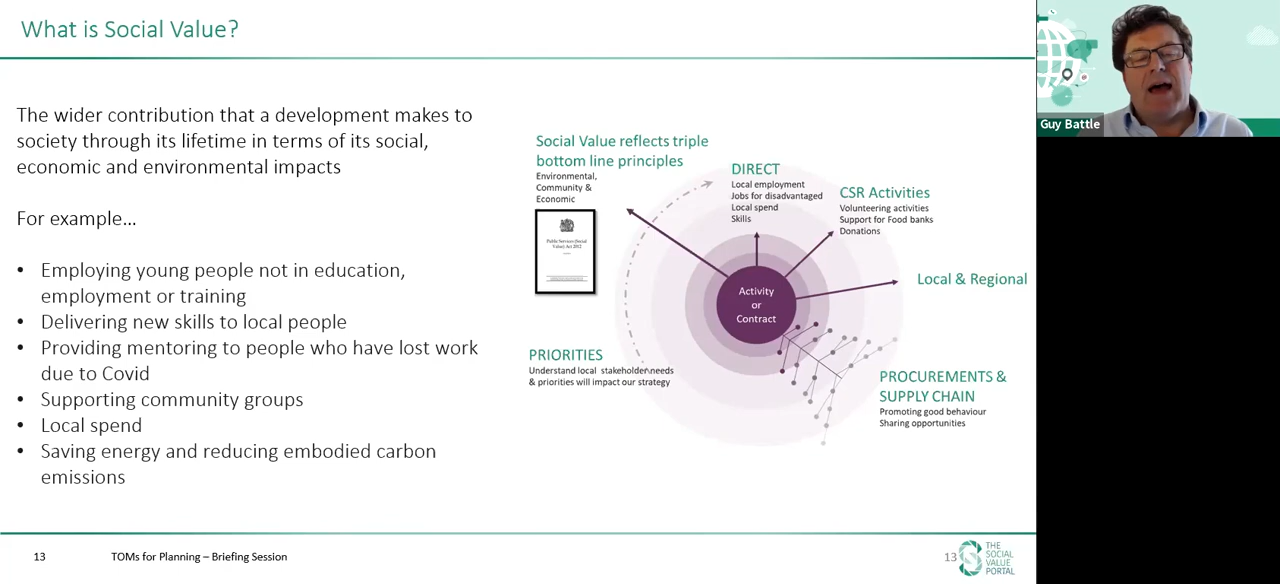 What is Social Value?
The wider contribution that a development makes to
society through its lifetime in terms of its social,
economic and environmental impacts
For example...
• Employing young people not in education,
employment or training
• Delivering new skills to local people
• Providing mentoring to people who have lost work
due to Covid
• Supporting community groups
• Local spend
• Saving energy and reducing embodied carbon
emissions
Social Value reflects triple
bottom line principles
Environmental,
Community &
Economic
Public Services (Social
Value) Act 2012
DIRECT
Local employment
Jobs for disadvantaged
Local spend
Skills
CSR Activities
Volunteering activities
Support for Food banks
Donations
Local & Regional
Activity
or
Contract
PRIORITIES
Understand local stakeholder needs
& priorities will impact our strategy
PROCUREMENTS &
SUPPLY CHAIN
Promoting good behaviour
Sharing opportunities
Guy Battle
13
TOMs for Planning – Briefing Session
13
THE
SOCIAL
VALUE
PORTAL